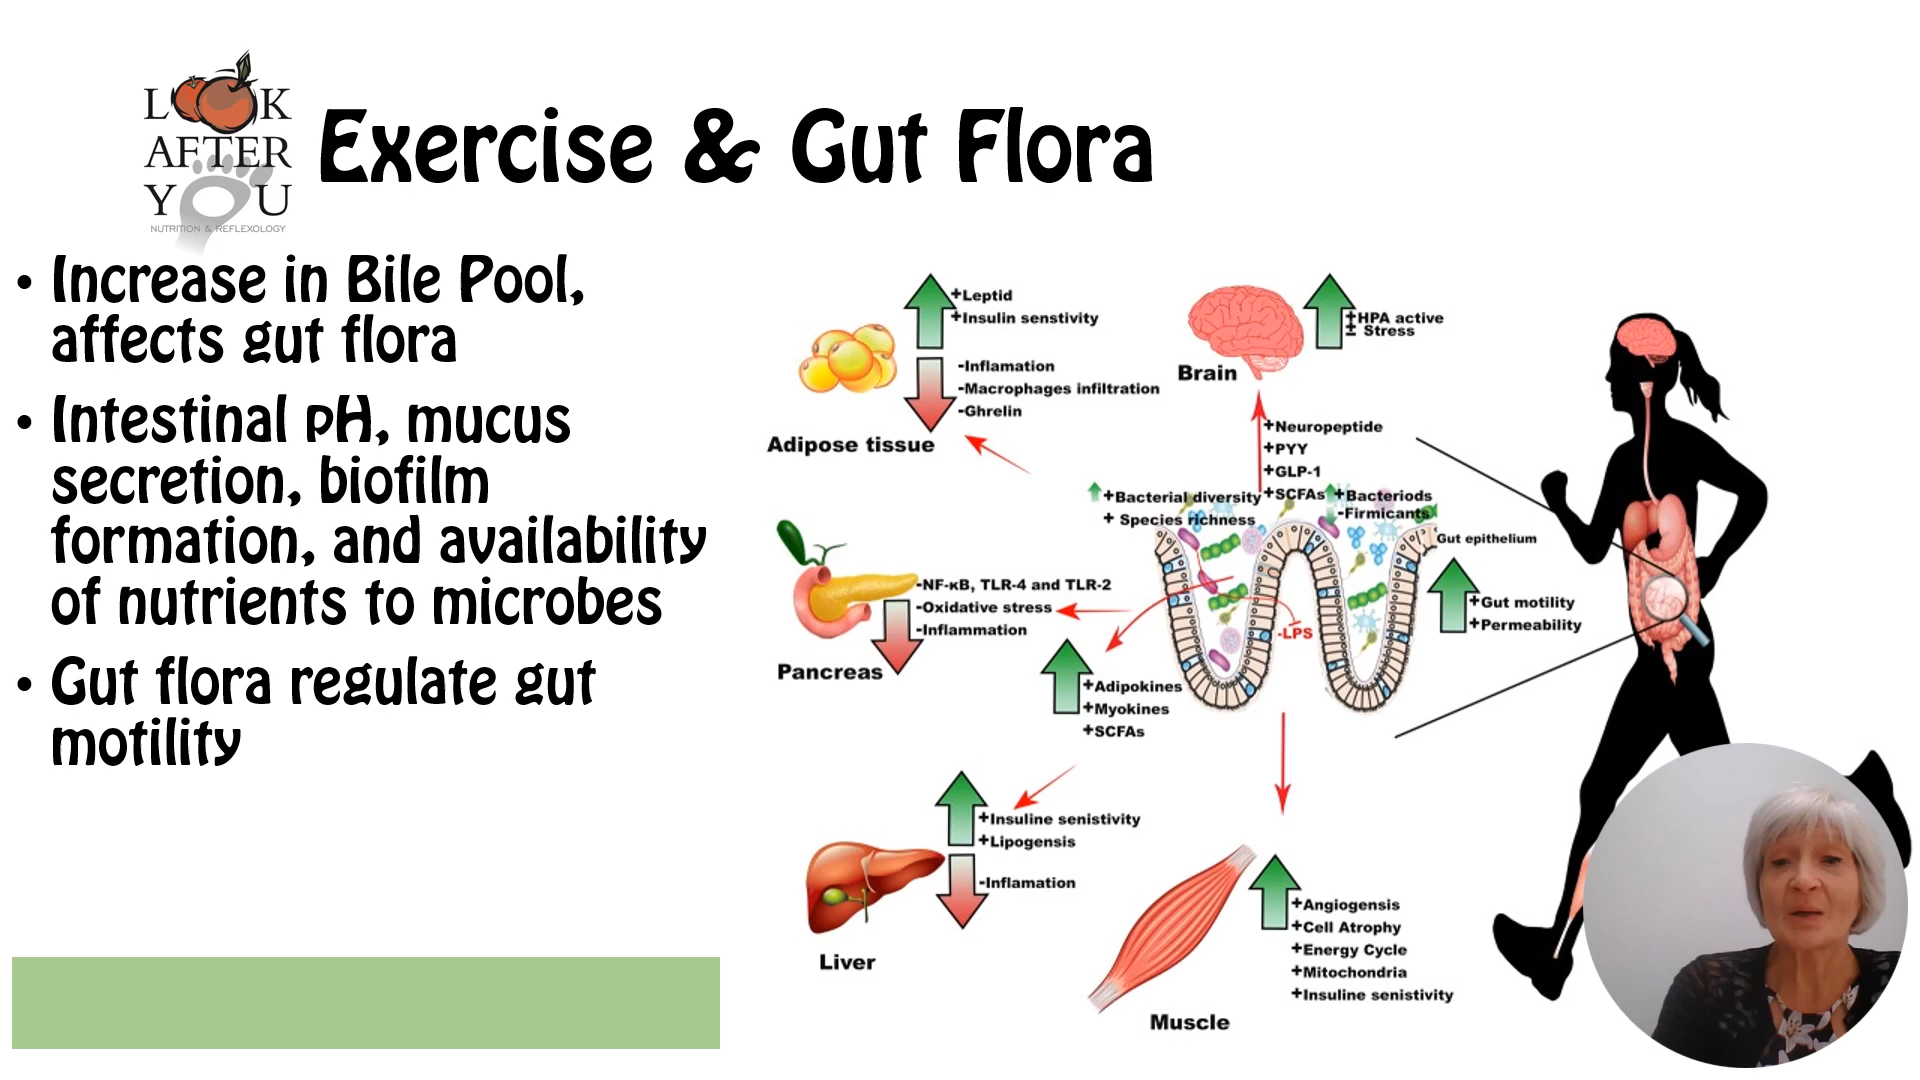 LOOK
AFTER
YOU
NUTRITION & REFLEXOLOGY
Exercise & Gut Flora
• Increase in Bile Pool,
affects gut flora
• Intestinal pH, mucus
secretion, biofilm
formation, and availability
of nutrients to microbes
• Gut flora regulate gut
motility
+Leptid
+Insulin senstivity
-Inflamation
-Macrophages infiltration
-Ghrelin
Adipose tissue
±HPA active
± Stress
Brain
+Neuropeptide
+PYY
+GLP-1
+SCFAs
+Bacterial diversity
+ Species richness
+Bacteriods
-Firmicants
Gut epithelium
+Gut motility
+Permeability
-NF-κB, TLR-4 and TLR-2
-Oxidative stress
-Inflammation
Pancreas
-LPS
+Adipokines
+Myokines
+SCFAs
+Insuline senistivity
+Lipogensis
-Inflamation
Liver
+Angiogensis
+Cell Atrophy
+Energy Cycle
+Mitochondria
+Insuline senistivity
Muscle